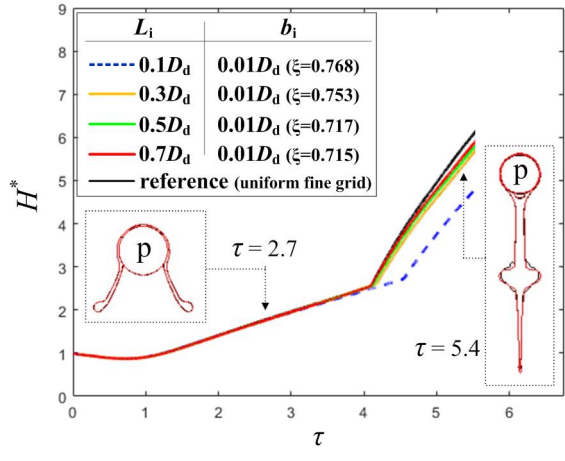 9
8
7
6
5
4
3
2
1
0
H*
Lᵢ bᵢ
0.1D_d 0.01D_d (ξ=0.768)
0.3D_d 0.01D_d (ξ=0.753)
0.5D_d 0.01D_d (ξ=0.717)
0.7D_d 0.01D_d (ξ=0.715)
reference (uniform fine grid)
p
τ = 2.7
p
τ = 5.4
0 1 2 3 4 5 6
τ